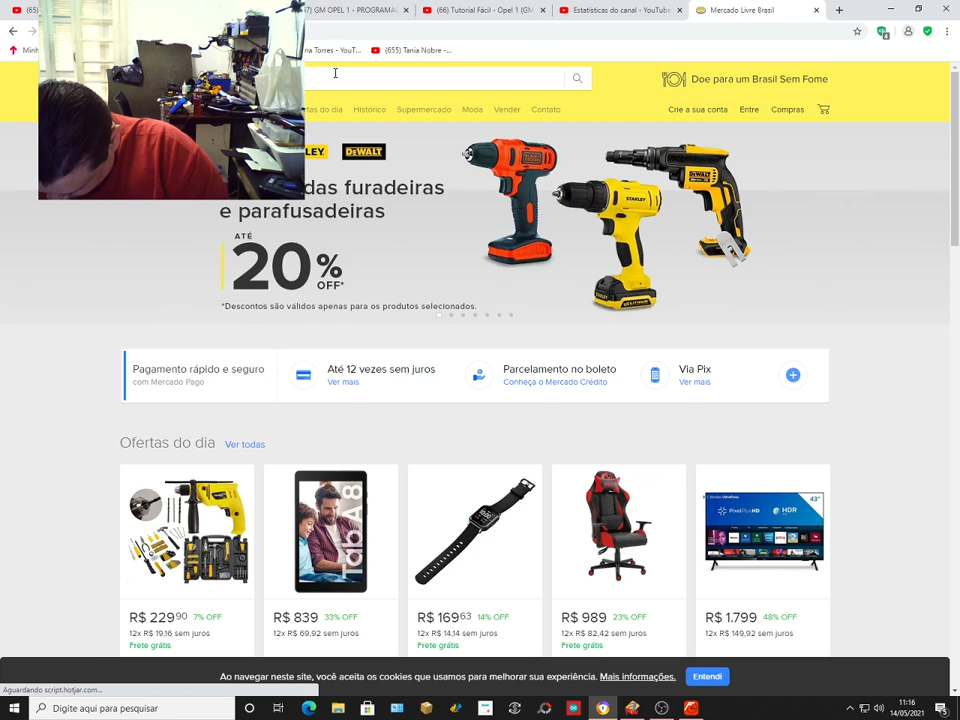 (65)
7) GM OPEL 1 - PROGRAMA
(66) Tutorial Fácil - Opel 1 (GM
Estatísticas do canal - YouTube
Mercado Livre Brasil
na Torres - YouT...
(655) Tania Nobre -...
Doe para um Brasil Sem Fome
rtas do dia
Histórico
Supermercado
Moda
Vender
Contato
Crie a sua conta
Entre
Compras
LEY
DEWALT
das furadeiras
e parafusadeiras
ATÉ
20% OFF*
*Descontos são válidos apenas para os produtos selecionados.
Pagamento rápido e seguro
com Mercado Pago
Até 12 vezes sem juros
Ver mais
Parcelamento no boleto
Conheça o Mercado Crédito
Via Pix
Ver mais
Ofertas do dia Ver todas
Tab A 8
43"
PixelPlusHD
HDR
R$ 229,90 7% OFF
12x R$ 19,16 sem juros
Frete grátis
R$ 839 33% OFF
12x R$ 69,92 sem juros
R$ 169,63 14% OFF
12x R$ 14,14 sem juros
Frete grátis
R$ 989 23% OFF
12x R$ 82,42 sem juros
Frete grátis
R$ 1.799 48% OFF
12x R$ 149,92 sem juros
Ao navegar neste site, você aceita os cookies que usamos para melhorar sua experiência. Mais informações.
Entendi
Aguardando script.hotjar.com...
Digite aqui para pesquisar
11:16
14/05/2021